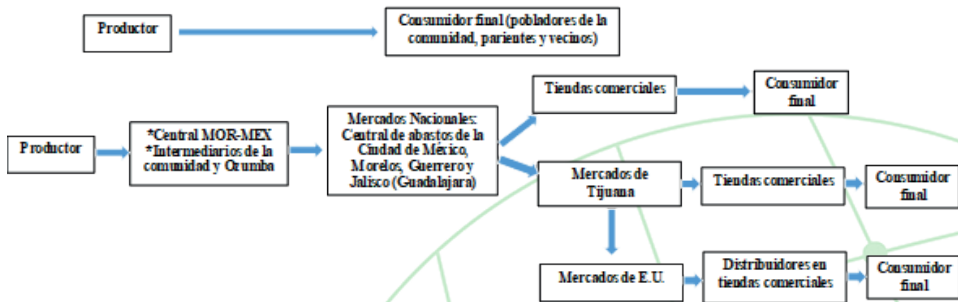 Productor
Consumidor final (pobladores de la
comunidad, parientes y vecinos)
Tiendas comerciales
Consumidor
final
Productor
*Central MOR-MEX
*Intermediarios de la
comunidad y Ozumba
Mercados Nacionales:
Central de abastos de la
Ciudad de México,
Morelos, Guerrero y
Jalisco (Guadalajara)
Mercados de
Tijuana
Tiendas comerciales
Consumidor
final
Mercados de E.U.
Distribuidores en
tiendas comerciales
Consumidor
final